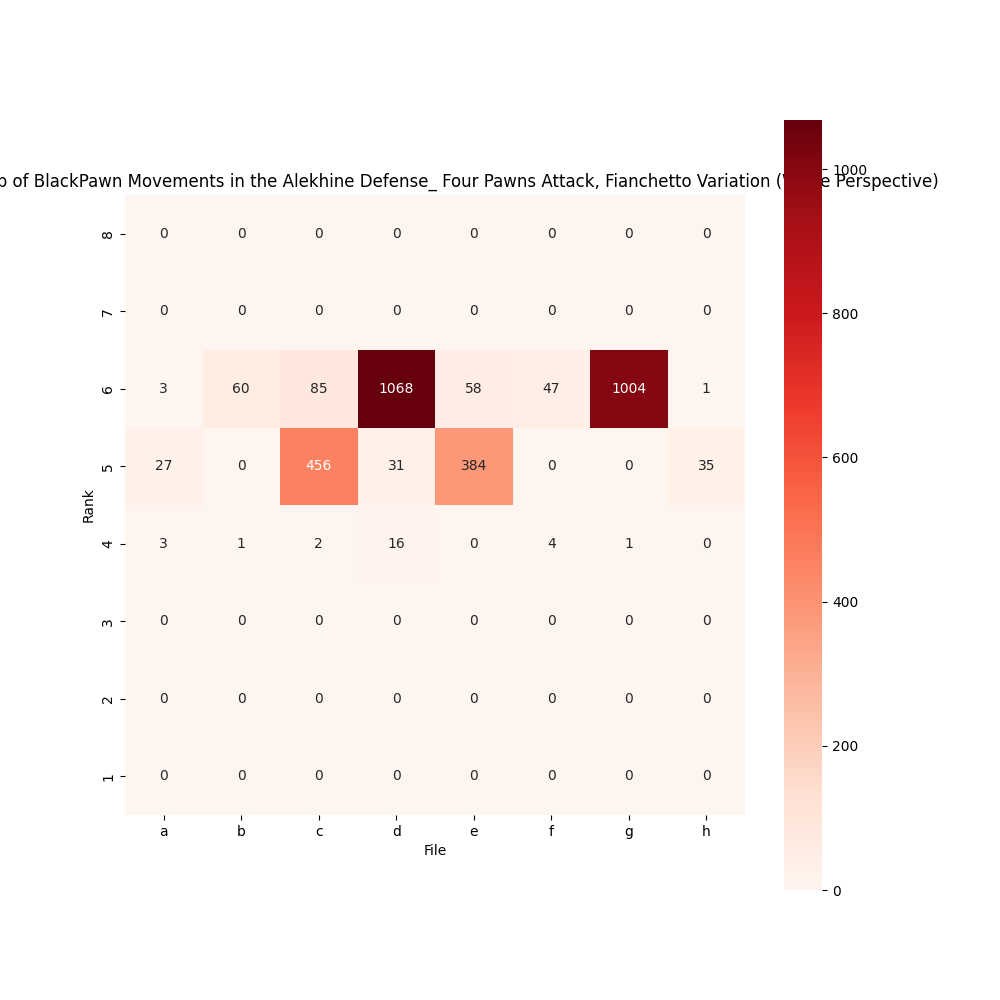 of BlackPawn Movements in the Alekhine Defense_ Four Pawns Attack, Fianchetto Variation ( Perspective)
8 0 0 0 0 0 0 0 0
7 0 0 0 0 0 0 0 0
6 3 60 85 1068 58 47 1004 1
5 27 0 456 31 384 0 0 35
4 3 1 2 16 0 4 1 0
3 0 0 0 0 0 0 0 0
2 0 0 0 0 0 0 0 0
1 0 0 0 0 0 0 0 0
a b c d e f g h
File
Rank
1000
800
600
400
200
0